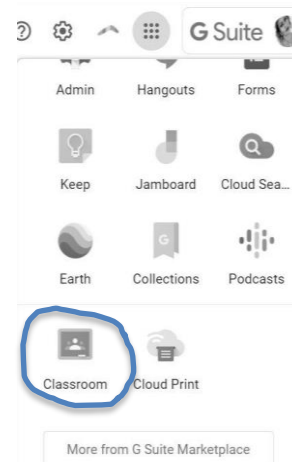 G Suite
Admin Hangouts Forms
Keep Jamboard Cloud Sea...
G
Earth Collections Podcasts
Classroom Cloud Print
More from G Suite Marketplace